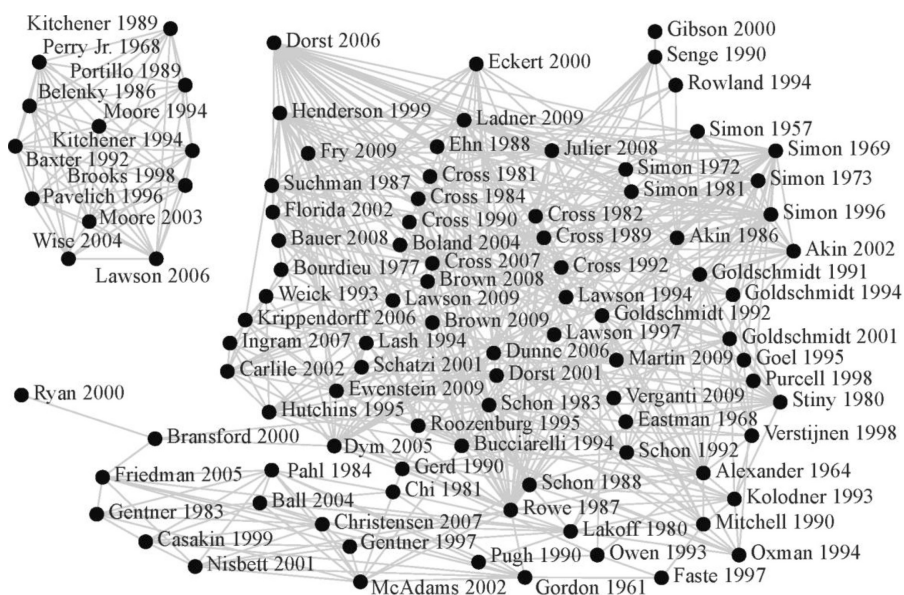 Kitchener 1989
Perry Jr. 1968
Portillo 1989
Belenky 1986
Moore 1994
Kitchener 1994
Baxter 1992
Brooks 1998
Pavelich 1996
Moore 2003
Wise 2004
Lawson 2006
Dorst 2006
Eckert 2000
Gibson 2000
Senge 1990
Rowland 1994
Henderson 1999
Ladner 2009
Simon 1957
Fry 2009
Ehn 1988
Julier 2008
Simon 1969
Cross 1981
Simon 1972
Simon 1973
Suchman 1987
Cross 1984
Simon 1981
Florida 2002
Cross 1990
Cross 1982
Simon 1996
Bauer 2008
Boland 2004
Cross 1989
Akin 1986
Akin 2002
Bourdieu 1977
Cross 2007
Cross 1992
Goldschmidt 1991
Brown 2008
Weick 1993
Lawson 2009
Lawson 1994
Goldschmidt 1994
Krippendorff 2006
Brown 2009
Goldschmidt 1992
Ingram 2007
Lash 1994
Lawson 1997
Goldschmidt 2001
Dunne 2006
Carlile 2002
Schatzi 2001
Martin 2009
Goel 1995
Dorst 2001
Purcell 1998
Ewenstein 2009
Ryan 2000
Hutchins 1995
Schon 1983
Verganti 2009
Stiny 1980
Roozenburg 1995
Eastman 1968
Bransford 2000
Dym 2005
Bucciarelli 1994
Schon 1992
Verstijnen 1998
Friedman 2005
Pahl 1984
Gerd 1990
Alexander 1964
Chi 1981
Schon 1988
Ball 2004
Kolodner 1993
Gentner 1983
Christensen 2007
Rowe 1987
Mitchell 1990
Lakoff 1980
Casakin 1999
Gentner 1997
Pugh 1990
Owen 1993
Oxman 1994
Nisbett 2001
McAdams 2002
Gordon 1961
Faste 1997